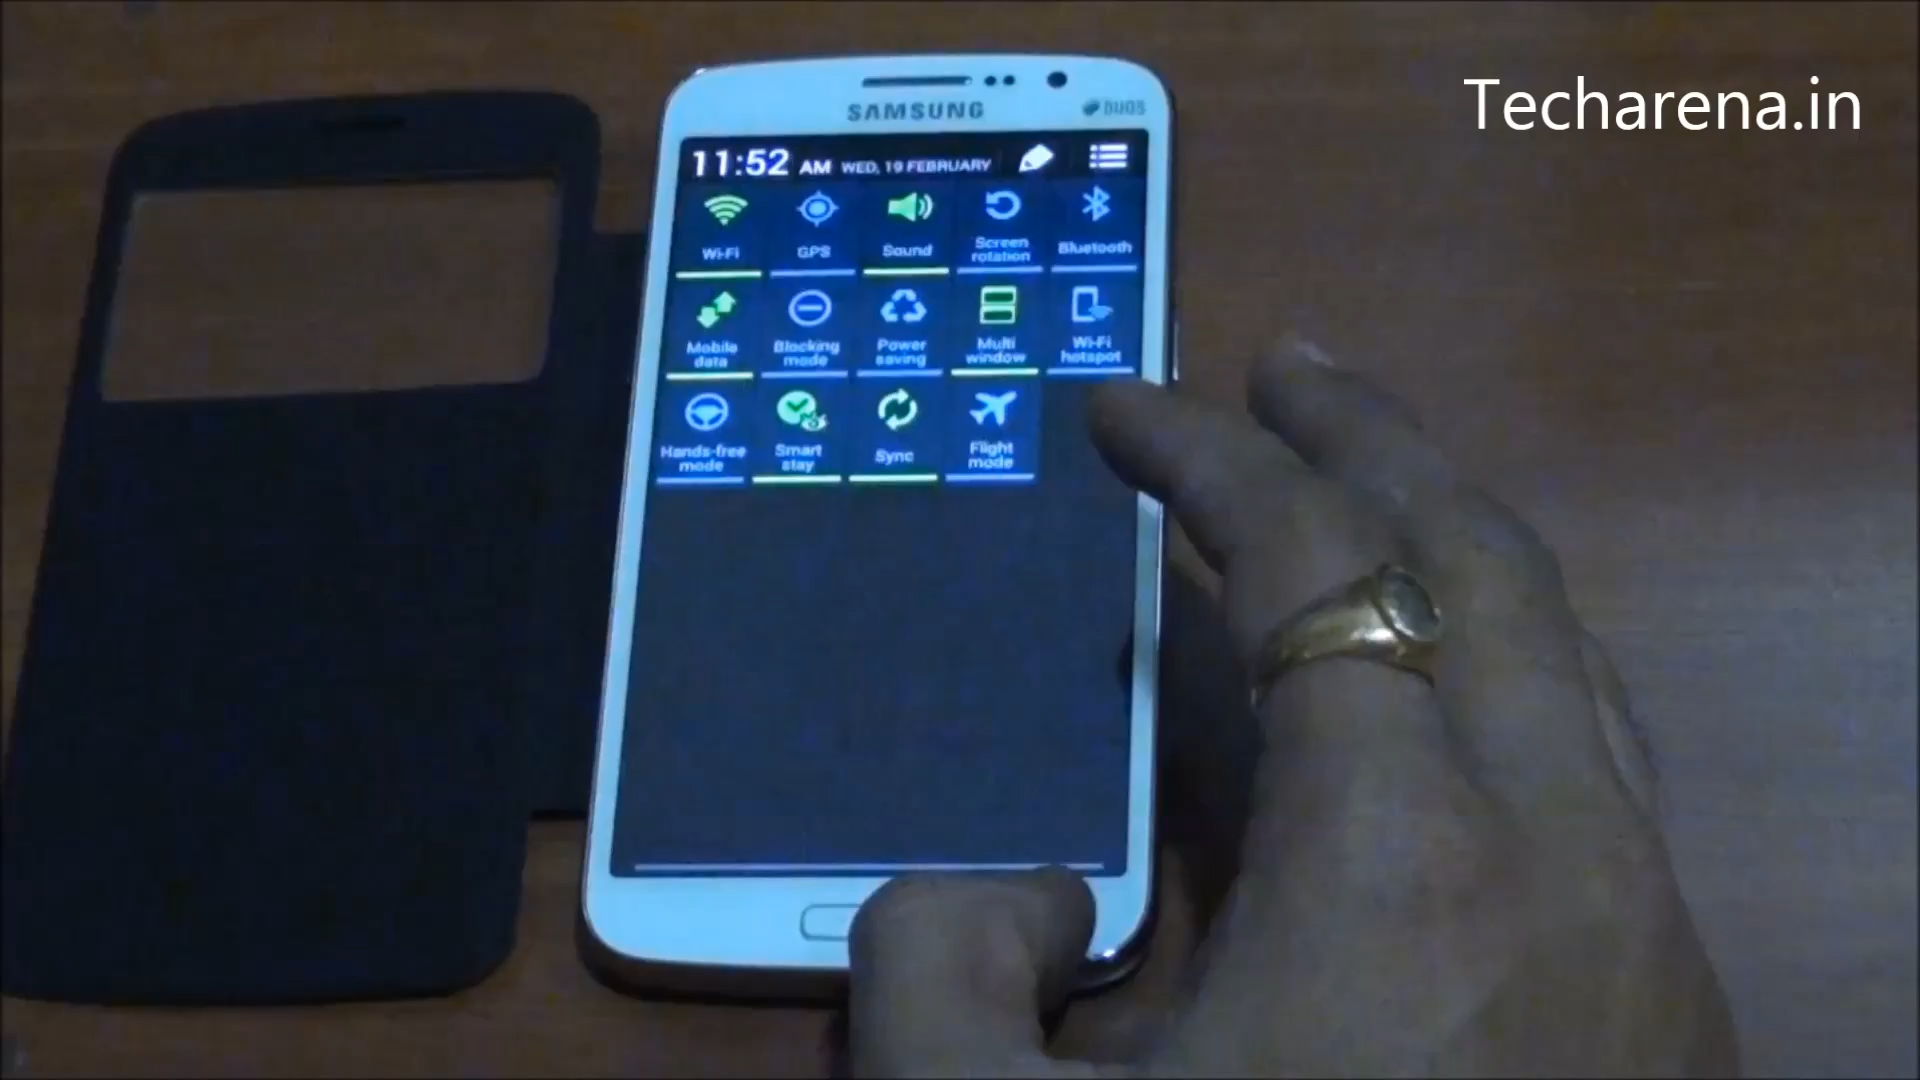 Techarena.in
SAMSUNG
DUOS
11:52 AM WED, 19 FEBRUARY
Wi-Fi
GPS
Sound
Screen
rotation
Bluetooth
Mobile
data
Blocking
mode
Power
saving
Multi
window
Wi-Fi
hotspot
Hands-free
mode
Smart
stay
Sync
Flight
mode